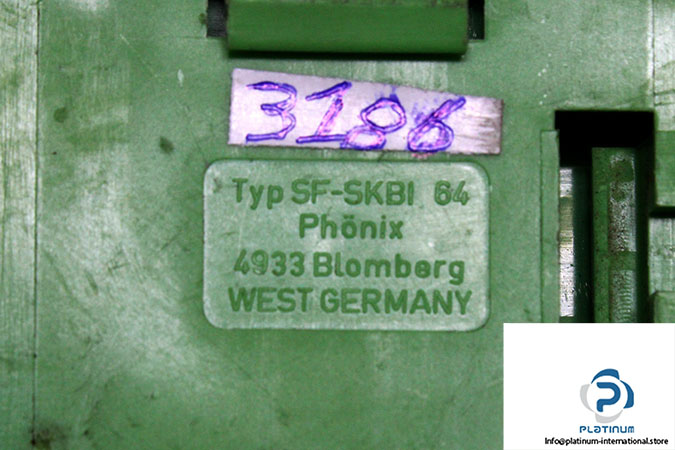 3186
Typ SF-SKBI 64
Phönix
4933 Blomberg
WEST GERMANY
PLATINUM
Info@platinum-international.store